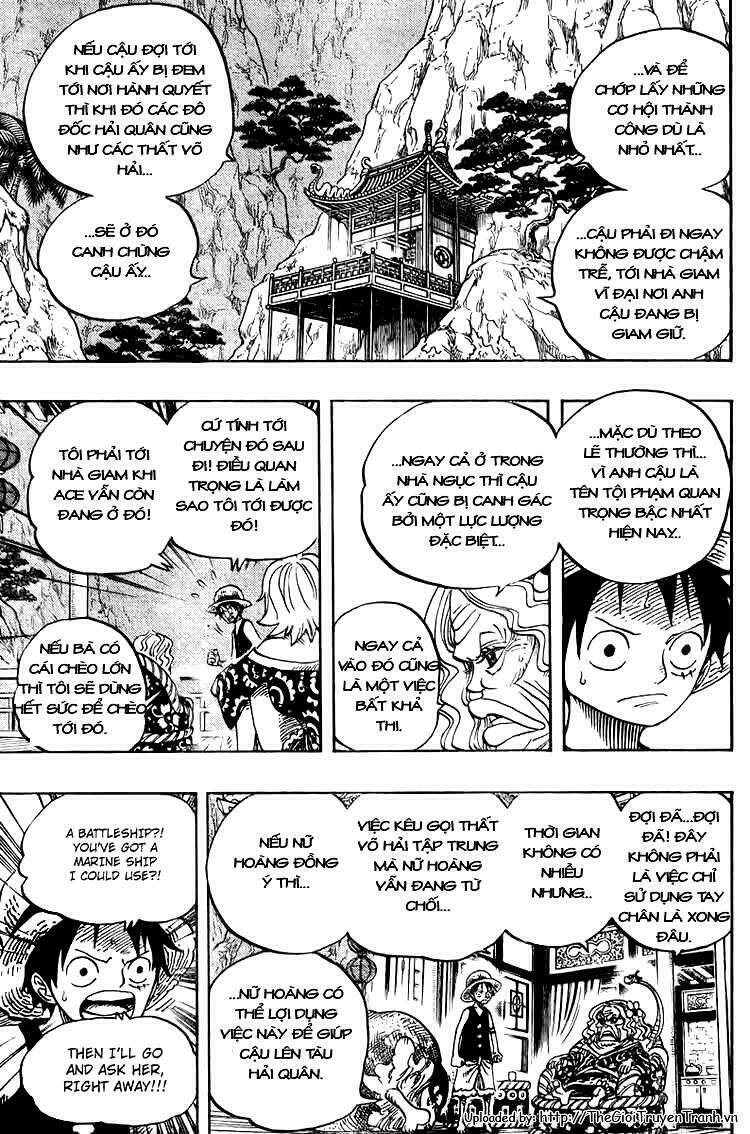 ...VÀ ĐỂ
CHỚP LẤY NHỮNG
CƠ HỘI THÀNH
CÔNG DÙ LÀ
NHỎ NHẤT...
...CẬU PHẢI ĐI NGAY
KHÔNG ĐƯỢC CHẬM
TRỄ, TỚI NHÀ GIAM
VĨ ĐẠI NƠI ANH
CẬU ĐANG BỊ
GIAM GIỮ.
NẾU CẬU ĐỢI TỚI
KHI CẬU ẤY BỊ ĐEM
TỚI NƠI HÀNH QUYẾT
THÌ KHI ĐÓ CÁC ĐÔ
ĐỐC HẢI QUÂN CŨNG
NHƯ CÁC THẤT VÕ
HẢI...
...SẼ Ở ĐÓ
CANH CHỪNG
CẬU ẤY..
...MẶC DÙ THEO
LẼ THƯỜNG THÌ...
VÌ ANH CẬU LÀ
TÊN TỘI PHẠM QUAN
TRỌNG BẬC NHẤT
HIỆN NAY..
...NGAY CẢ Ở TRONG
NHÀ NGỤC THÌ CẬU
ẤY CŨNG BỊ CANH GÁC
BỞI MỘT LỰC LƯỢNG
ĐẶC BIỆT..
NGAY CẢ
VÀO ĐÓ CŨNG
LÀ MỘT VIỆC
BẤT KHẢ
THI.
CỨ TÍNH TỚI
CHUYỆN ĐÓ SAU
ĐI! ĐIỀU QUAN
TRỌNG LÀ LÀM
SAO TÔI TỚI ĐƯỢC
ĐÓ!
TÔI PHẢI TỚI
NHÀ GIAM KHI
ACE VẪN CÒN
ĐANG Ở ĐÓ!
NẾU BÀ CÓ
CÁI CHÈO LỚN
THÌ TÔI SẼ DÙNG
HẾT SỨC ĐỂ CHÈO
TỚI ĐÓ.
ĐỢI ĐÃ...ĐỢI
ĐÃ! ĐÂY
KHÔNG PHẢI
LÀ VIỆC CHỈ
SỬ DỤNG TAY
CHÂN LÀ XONG
ĐÂU.
THỜI GIAN
KHÔNG CÓ
NHIỀU
NHƯNG..
VIỆC KÊU GỌI THẤT
VÕ HẢI TẬP TRUNG
MÀ NỮ HOÀNG
VẪN ĐANG TỪ
CHỐI...
NẾU NỮ
HOÀNG ĐỒNG
Ý THÌ...
...NỮ HOÀNG CÓ
THỂ LỢI DỤNG
VIỆC NÀY ĐỂ GIÚP
CẬU LÊN TÀU
HẢI QUÂN.
A BATTLESHIP?!
YOU'VE GOT A
MARINE SHIP
I COULD USE?!
THEN I'LL GO
AND ASK HER,
RIGHT AWAY!!!
Uploaded by: http://TheGioiTruyenTranh.vn